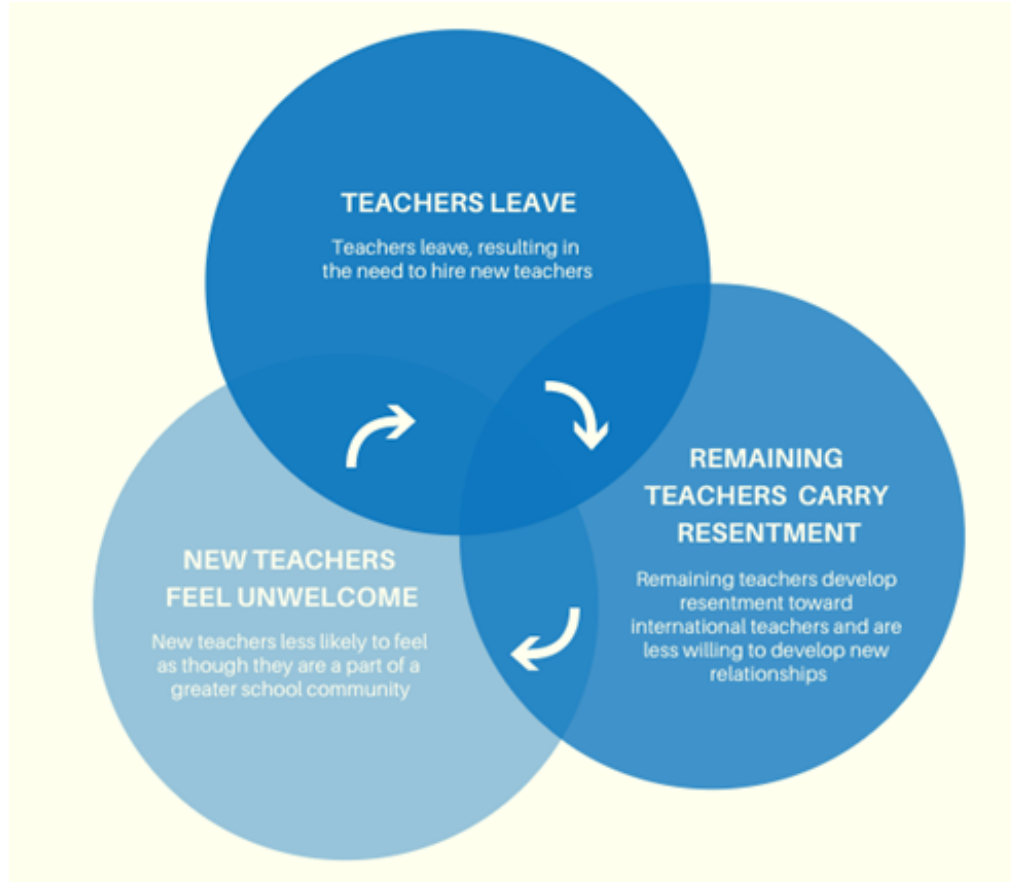 TEACHERS LEAVE
Teachers leave, resulting in
the need to hire new teachers
REMAINING
TEACHERS CARRY
RESENTMENT
Remaining teachers develop
resentment toward
international teachers and are
less willing to develop new
relationships
NEW TEACHERS
FEEL UNWELCOME
New teachers less likely to feel
as though they are a part of a
greater school community